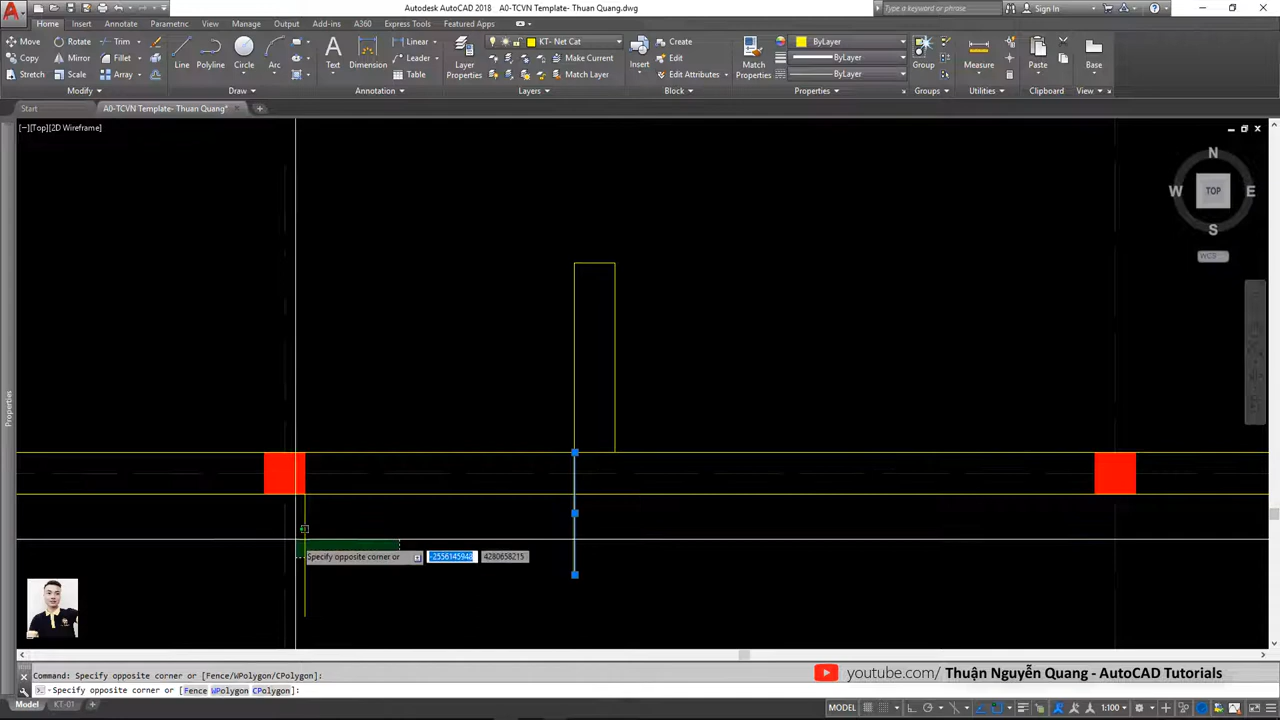 Autodesk AutoCAD 2018 A0-TCVN Template- Thuan Quang.dwg
Type a keyword or phrase
Sign In
Home Insert Annotate Parametric View Manage Output Add-ins A360 Express Tools Featured Apps
Move Rotate Trim
Copy Mirror Fillet
Stretch Scale Array
Modify
Line Polyline Circle Arc
Draw
Text Dimension
Linear
Leader
Table
Annotation
Layer Properties
KT- Net Cat
Make Current
Match Layer
Layers
Insert
Create
Edit
Edit Attributes
Block
Match Properties
ByLayer
ByLayer
ByLayer
Properties
Group
Groups
Measure
Utilities
Paste
Clipboard
Base
View
Start A0-TCVN Template- Thuan Quang*
[−][Top][2D Wireframe]
N
W TOP E
S
WCS
Properties
Specify opposite corner or -2556145948 4280658215
Command: Specify opposite corner or [Fence/WPolygon/CPolygon]:
Specify opposite corner or [Fence WPolygon CPolygon]:
youtube.com/ Thuận Nguyễn Quang - AutoCAD Tutorials
Model KT-01
MODEL 1:100